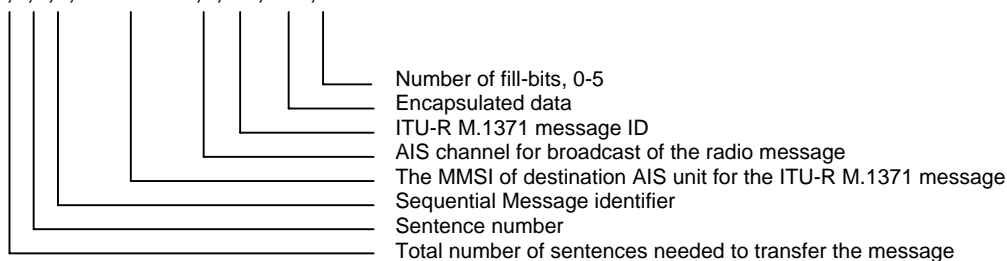 Number of fill-bits, 0-5
Encapsulated data
ITU-R M.1371 message ID
AIS channel for broadcast of the radio message
The MMSI of destination AIS unit for the ITU-R M.1371 message
Sequential Message identifier
Sentence number
Total number of sentences needed to transfer the message